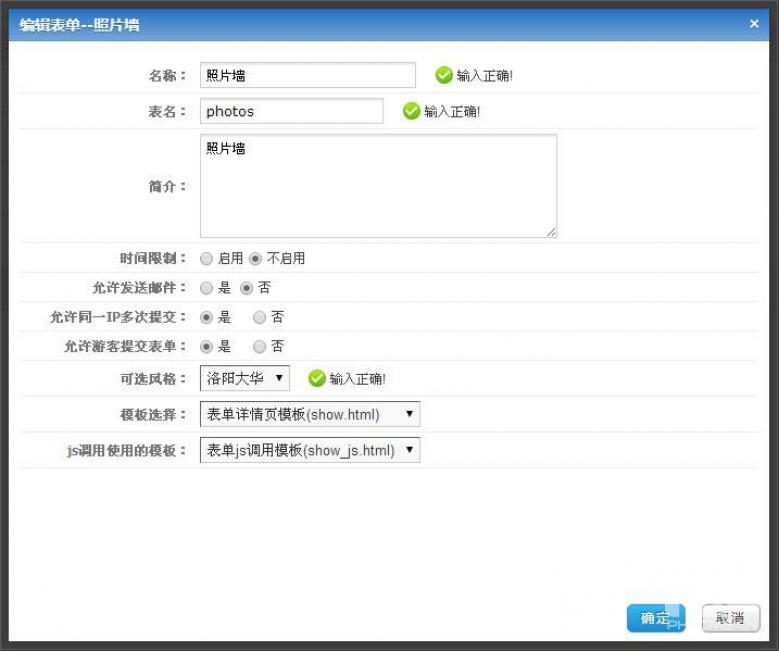 编辑表单--照片墙 ×
名称： 照片墙 输入正确!
表名： photos 输入正确!
简介： 照片墙
时间限制： 启用 不启用
允许发送邮件： 是 否
允许同一IP多次提交： 是 否
允许游客提交表单： 是 否
可选风格： 洛阳大华 输入正确!
模板选择： 表单详情页模板(show.html)
js调用使用的模板： 表单js调用模板(show_js.html)
确定 取消